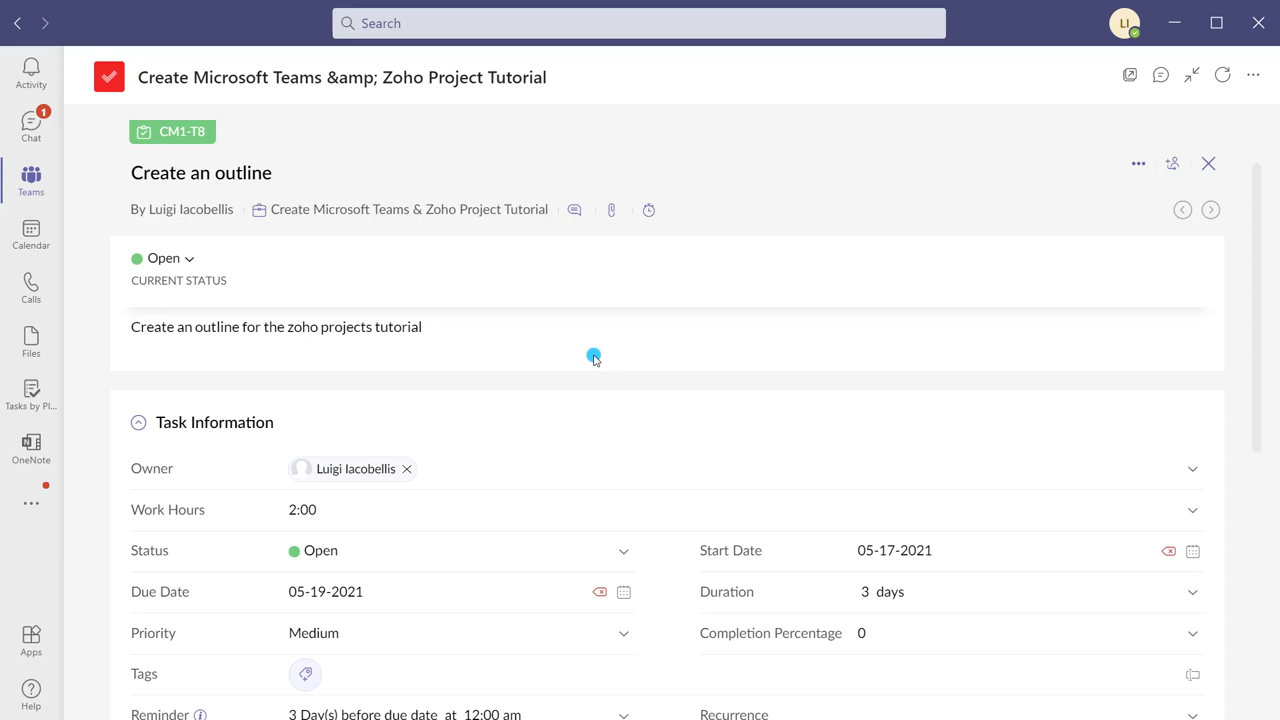 Search
LI
Activity
1
Chat
Teams
Calendar
Calls
Files
Tasks by Pl...
OneNote
Apps
Help
Create Microsoft Teams &amp; Zoho Project Tutorial
CM1-T8
Create an outline
By Luigi Iacobellis Create Microsoft Teams & Zoho Project Tutorial
Open
CURRENT STATUS
Create an outline for the zoho projects tutorial
Task Information
Owner Luigi Iacobellis
Work Hours 2:00
Status Open Start Date 05-17-2021
Due Date 05-19-2021 Duration 3 days
Priority Medium Completion Percentage 0
Tags
Reminder 3 Day(s) before due date at 12:00 am Recurrence